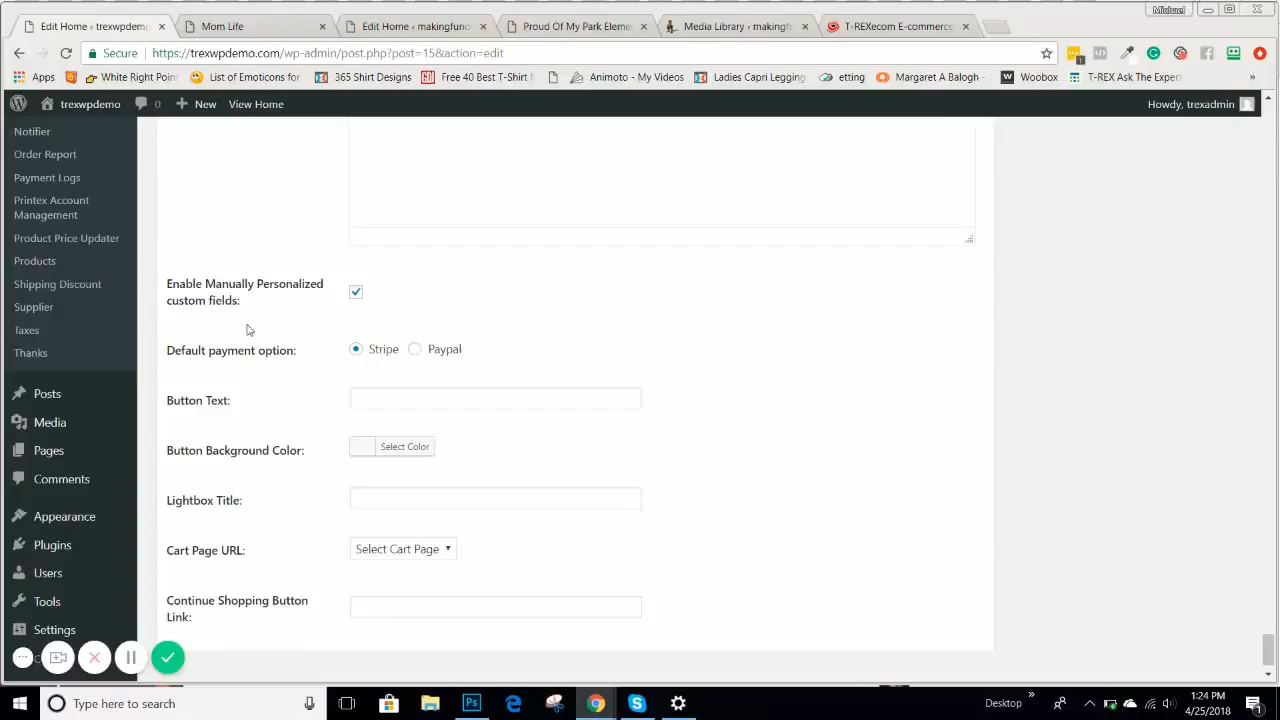 Michael
Edit Home - trexwpdemo
Mom Life
Edit Home - makingfund
Proud Of My Park Eleme
Media Library - makingf
T-REXecom E-commerce
Secure
https://trexwpdemo.com/wp-admin/post.php?post=15&action=edit
Apps
White Right Point
List of Emoticons for
365 Shirt Designs
Free 40 Best T-Shirt
Animoto - My Videos
Ladies Capri Legging
etting
Margaret A Balogh -
Woobox
T-REX Ask The Exper
»
trexwpdemo
0
New
View Home
Howdy, trexadmin
Notifier
Order Report
Payment Logs
Printex Account
Management
Product Price Updater
Products
Shipping Discount
Supplier
Taxes
Thanks
Posts
Media
Pages
Comments
Appearance
Plugins
Users
Tools
Settings
Enable Manually Personalized
custom fields:
Default payment option:
Stripe
Paypal
Button Text:
Button Background Color:
Select Color
Lightbox Title:
Cart Page URL:
Select Cart Page
Continue Shopping Button
Link:
Type here to search
Desktop
»
1:24 PM
4/25/2018